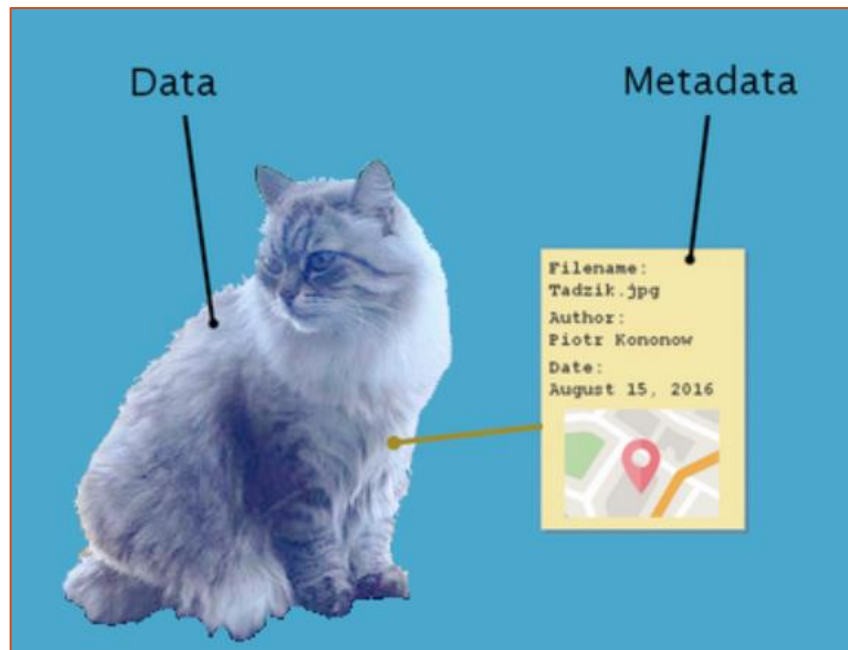 Data
Metadata
Filename:
Tadzik.jpg
Author:
Piotr Kononow
Date:
August 15, 2016